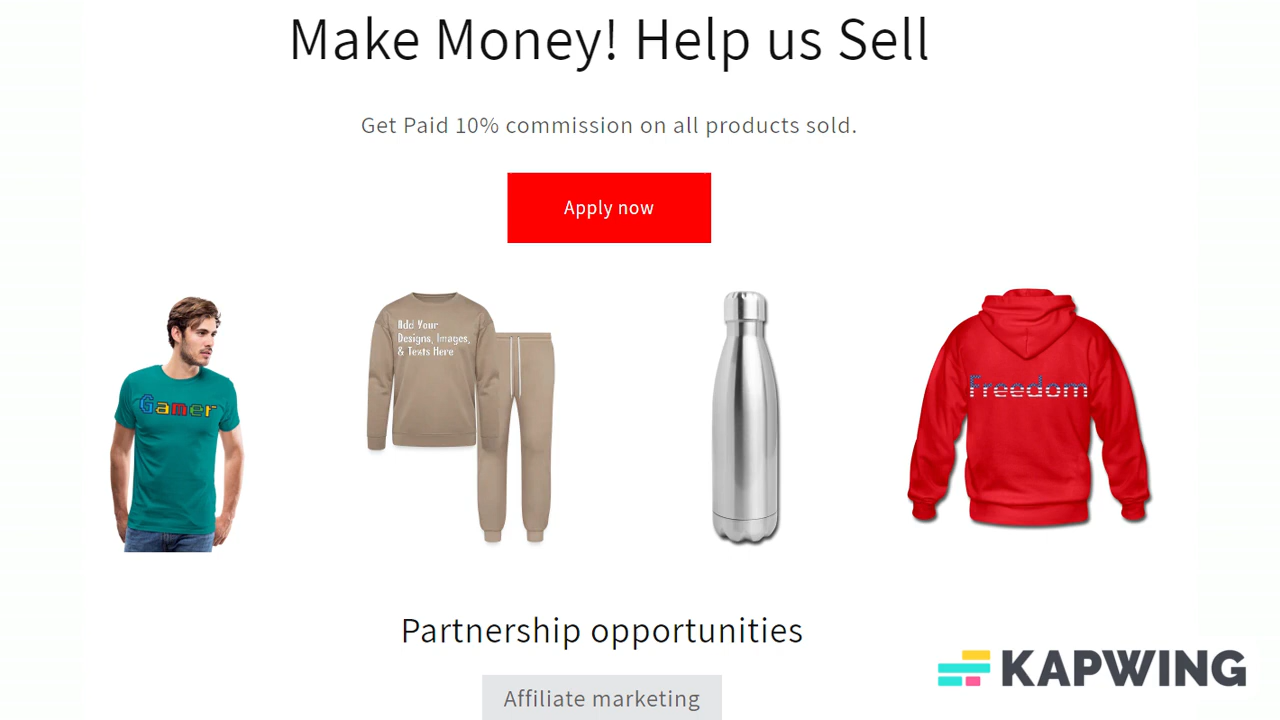 Make Money! Help us Sell
Get Paid 10% commission on all products sold.
Apply now
Gamer
Add Your
Designs, Images,
& Texts Here
Freedom
Partnership opportunities
KAPWING
Affiliate marketing